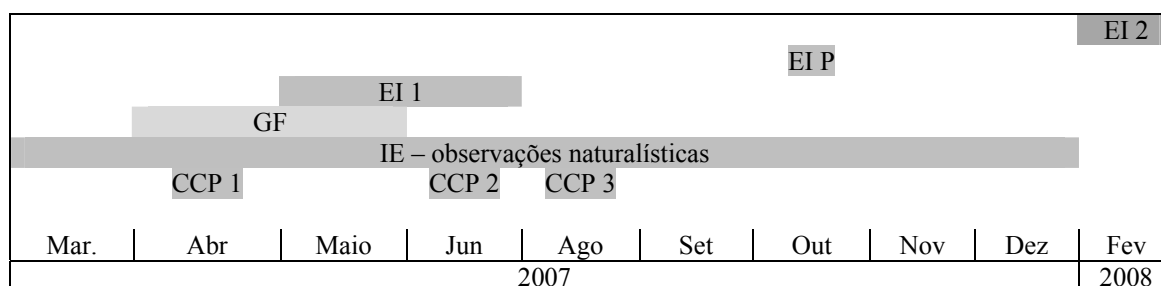 EI 2
EI P
EI 1
GF
IE – observações naturalísticas
CCP 1 CCP 2 CCP 3
Mar. Abr Maio Jun Ago Set Out Nov Dez Fev
2007 2008